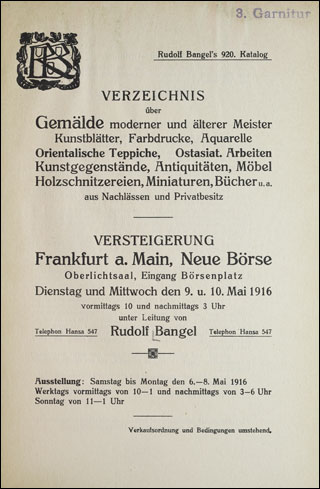 3. Garnitur
RB
Rudolf Bangel's 920. Katalog
VERZEICHNIS
über
Gemälde moderner und älterer Meister
Kunstblätter, Farbdrucke, Aquarelle
Orientalische Teppiche, Ostasiat. Arbeiten
Kunstgegenstände, Antiquitäten, Möbel
Holzschnitzereien, Miniaturen, Bücher u. a.
aus Nachlässen und Privatbesitz
VERSTEIGERUNG
Frankfurt a. Main, Neue Börse
Oberlichtsaal, Eingang Börsenplatz
Dienstag und Mittwoch den 9. u. 10. Mai 1916
vormittags 10 und nachmittags 3 Uhr
unter Leitung von
Telephon Hansa 547 Rudolf Bangel Telephon Hansa 547
Ausstellung: Samstag bis Montag den 6.—8. Mai 1916
Werktags vormittags von 10—1 und nachmittags von 3—6 Uhr
Sonntag von 11—1 Uhr
Verkaufsordnung und Bedingungen umstehend.